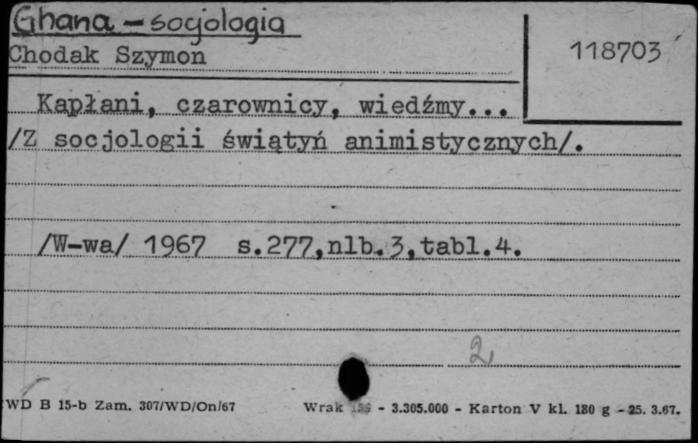 Ghana - socjologia
118703
Chodak Szymon
Kapłani, czarownicy, wiedźmy...
/Z socjologii świątyń animistycznych/.
/W-wa/ 1967 s.277,nlb.3,tabl.4.
2
WD B 15-b Zam. 307/WD/On/67 Wrak - 3.305.000 - Karton V kl. 180 g - 25. 3.67.